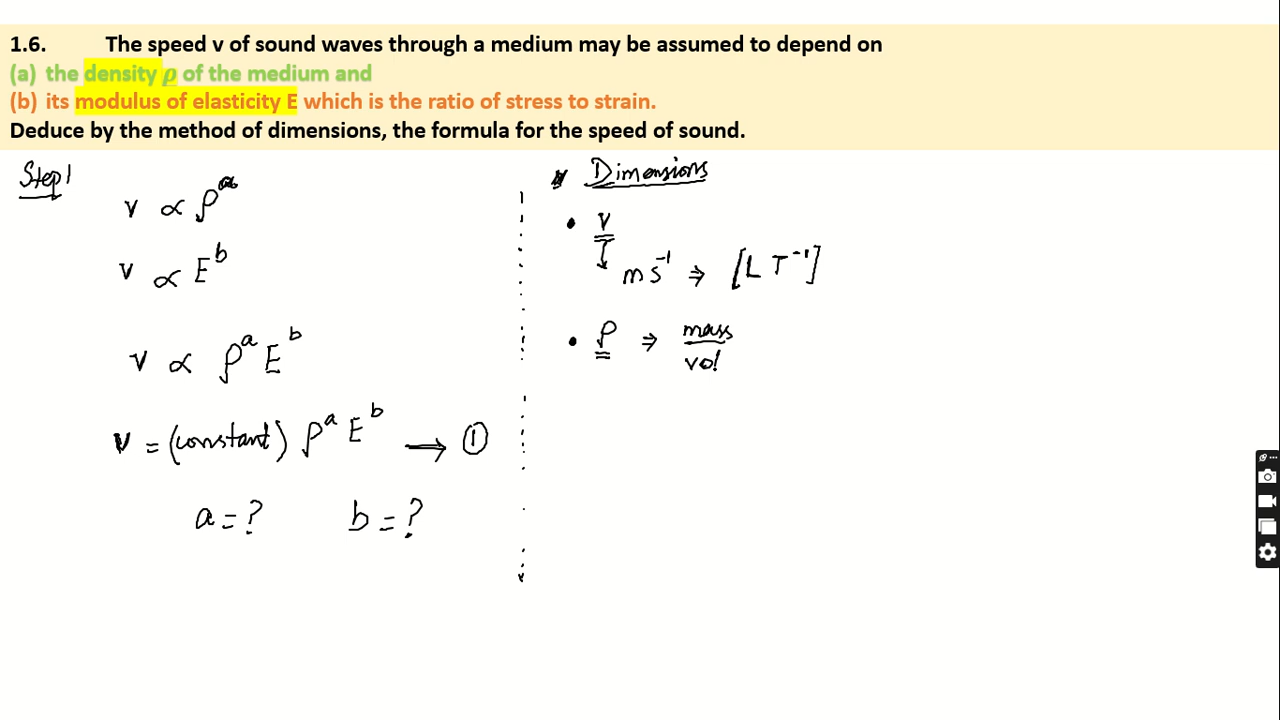 1.6. The speed v of sound waves through a medium may be assumed to depend on
(a) the density ρ of the medium and
(b) its modulus of elasticity E which is the ratio of stress to strain.
Deduce by the method of dimensions, the formula for the speed of sound.
Step 1
v ∝ ρ^a
v ∝ E^b
v ∝ ρ^a E^b
v = (constant) ρ^a E^b → ①
a = ? b = ?
Dimensions
• v
ms⁻¹ ⇒ [L T⁻¹]
• ρ ⇒ mass
vol